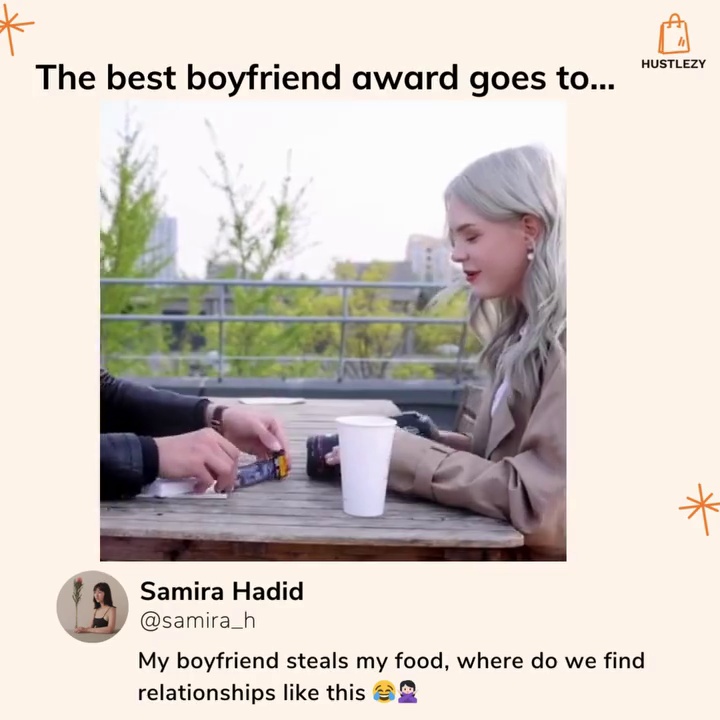 HUSTLEZY
The best boyfriend award goes to...
Samira Hadid
@samira_h
My boyfriend steals my food, where do we find
relationships like this 😂🤷🏻‍♀️